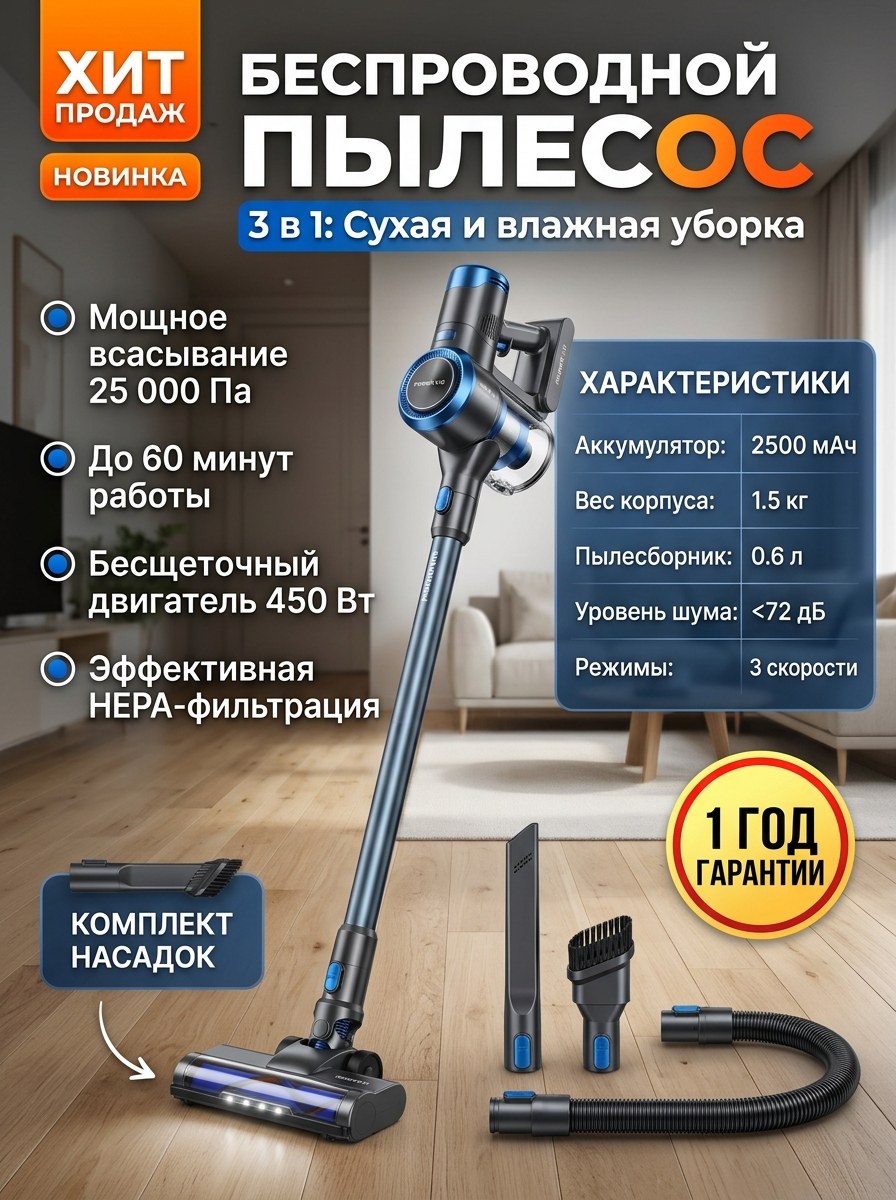 ХИТ
ПРОДАЖ
НОВИНКА
БЕСПРОВОДНОЙ
ПЫЛЕСОС
3 в 1: Сухая и влажная уборка
Мощное
всасывание
25 000 Па
До 60 минут
работы
Бесщеточный
двигатель 450 Вт
Эффективная
HEPA-фильтрация
ХАРАКТЕРИСТИКИ
Аккумулятор: 2500 мАч
Вес корпуса: 1.5 кг
Пылесборник: 0.6 л
Уровень шума: <72 дБ
Режимы: 3 скорости
1 ГОД
ГАРАНТИИ
КОМПЛЕКТ
НАСАДОК